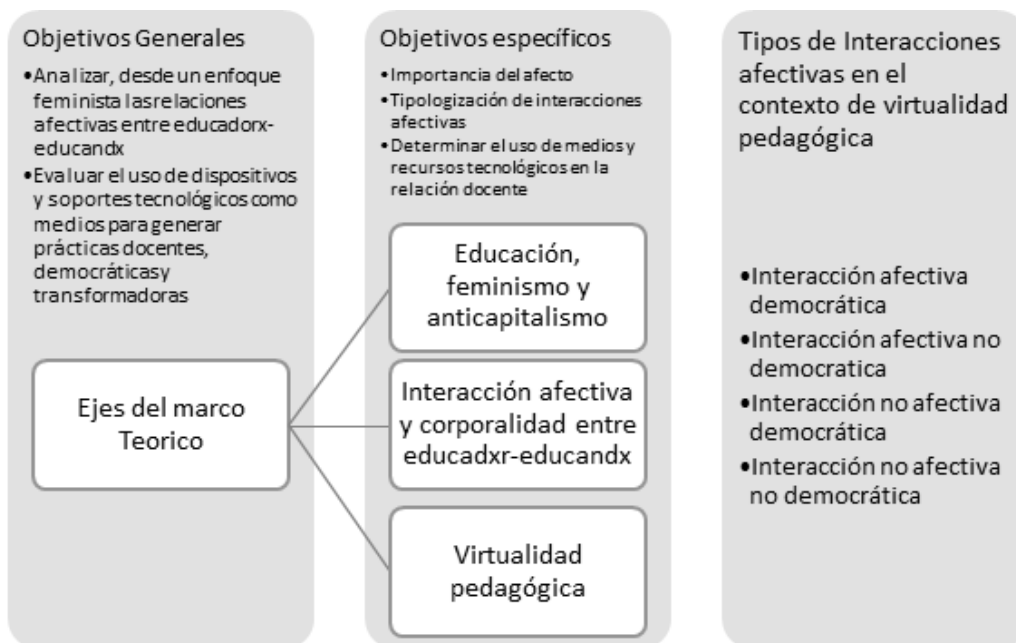 Objetivos Generales
•Analizar, desde un enfoque
feminista lasrelaciones
afectivas entre educadorx-
educandx
•Evaluar el uso de dispositivos
y soportes tecnológicos como
medios para generar
prácticas docentes,
democráticasy
transformadoras
Ejes del marco
Teorico
Objetivos específicos
•Importancia del afecto
•Tipologización de interacciones
afectivas
•Determinar el uso de medios y
recursos tecnológicos en la
relación docente
Educación,
feminismo y
anticapitalismo
Interacción afectiva
y corporalidad entre
educadxr-educandx
Virtualidad
pedagógica
Tipos de Interacciones
afectivas en el
contexto de virtualidad
pedagógica
•Interacción afectiva
democrática
•Interacción afectiva no
democratica
•Interacción no afectiva
democrática
•Interacción no afectiva
no democrática